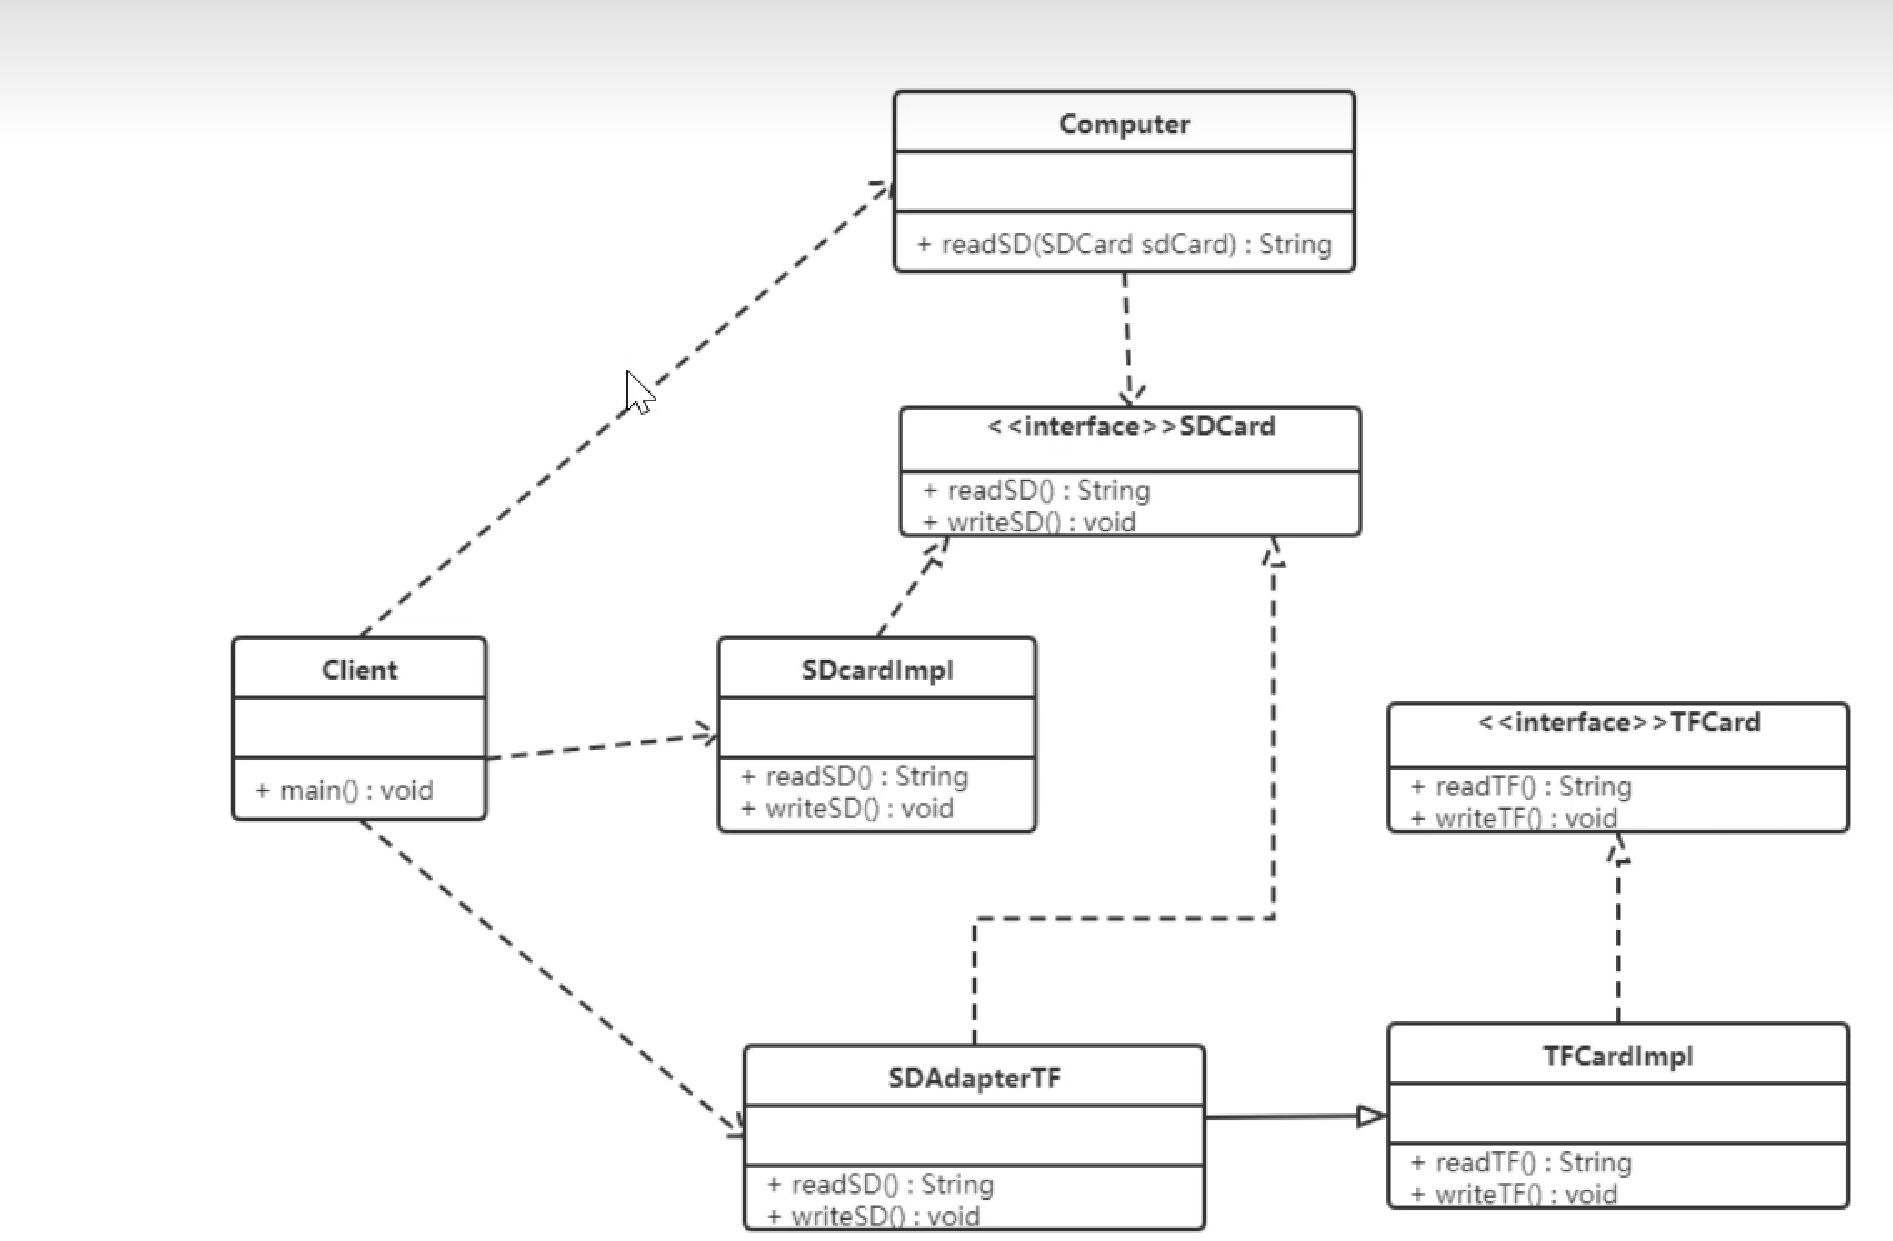 Computer
+ readSD(SDCard sdCard) : String
<<interface>>SDCard
+ readSD() : String
+ writeSD() : void
Client
+ main() : void
SDcardImpl
+ readSD() : String
+ writeSD() : void
<<interface>>TFCard
+ readTF() : String
+ writeTF() : void
SDAdapterTF
+ readSD() : String
+ writeSD() : void
TFCardImpl
+ readTF() : String
+ writeTF() : void